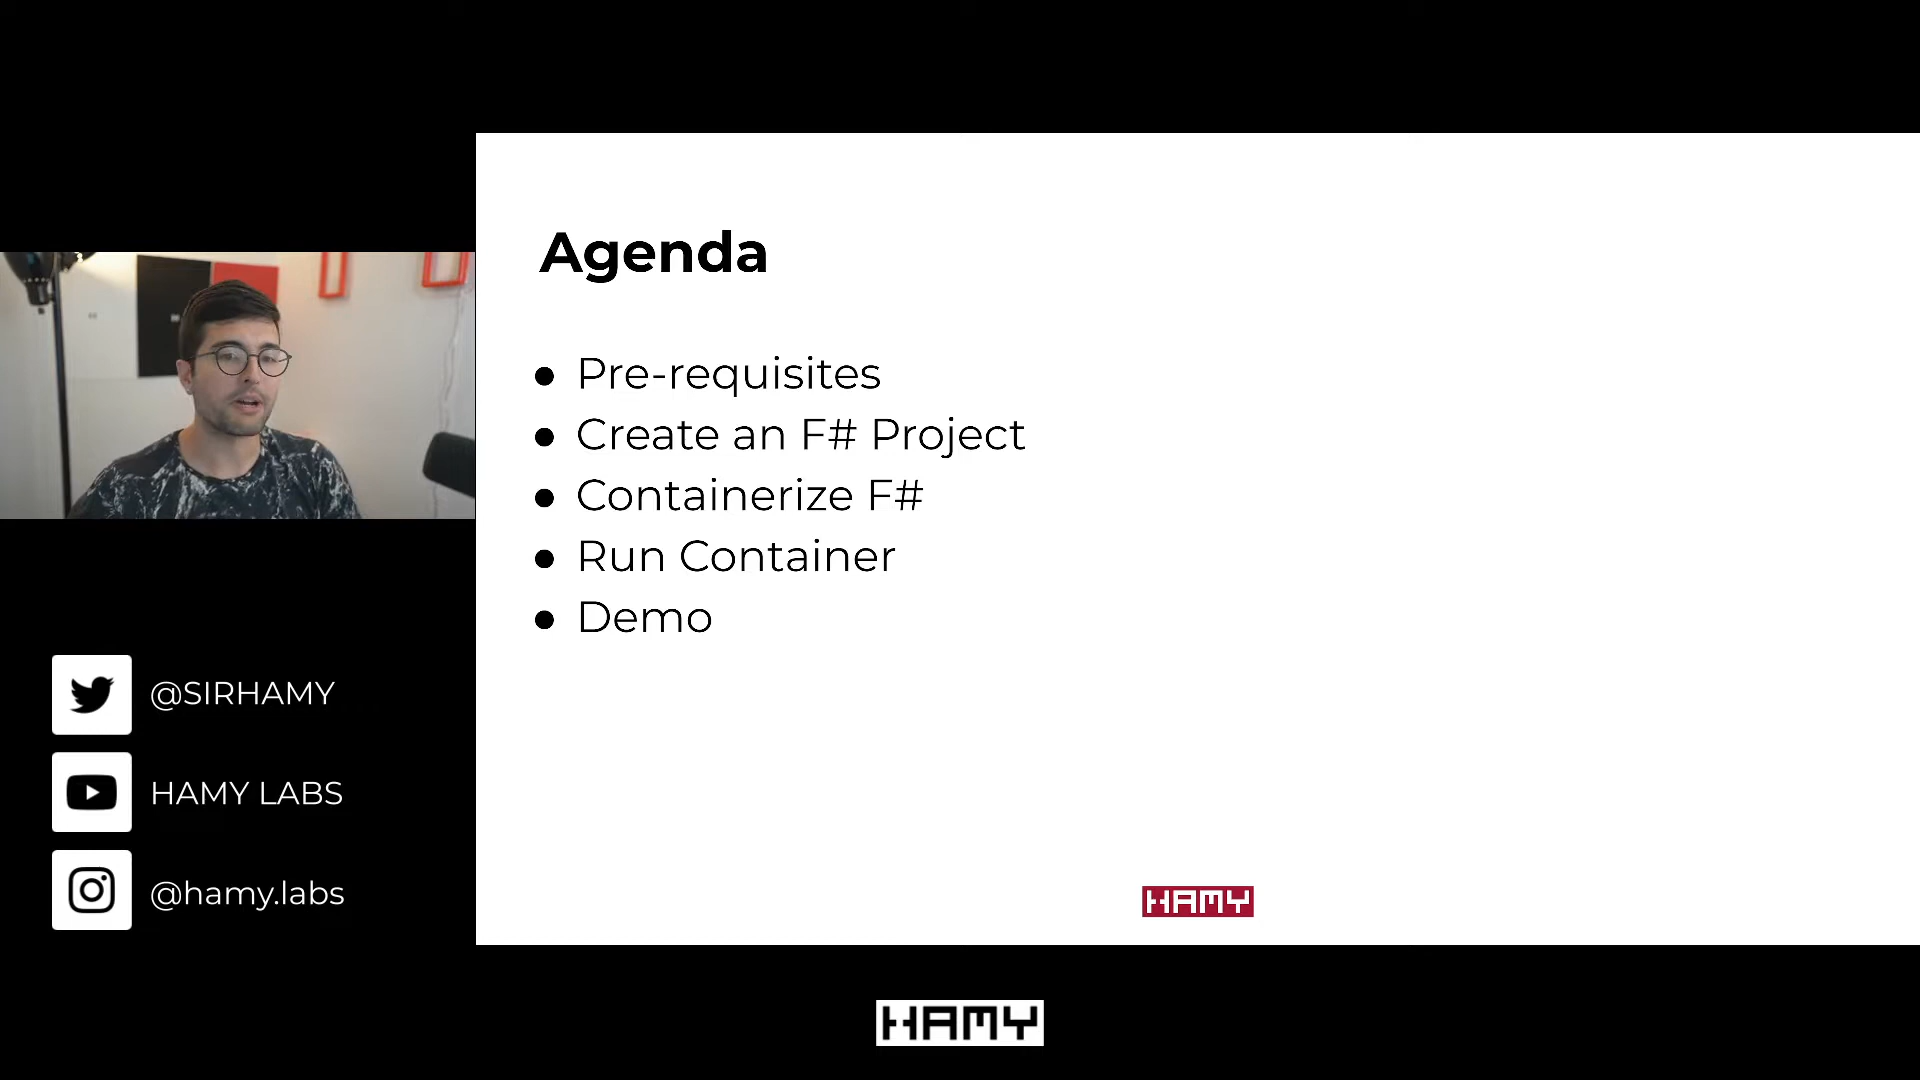 Agenda
● Pre-requisites
● Create an F# Project
● Containerize F#
● Run Container
● Demo
@SIRHAMY
HAMY LABS
@hamy.labs
HAMY
HAMY